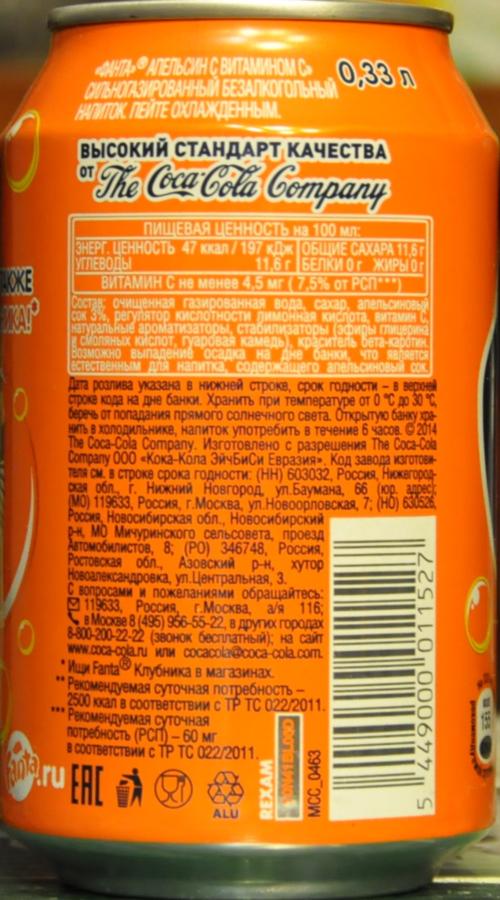 «ФАНТА»® АПЕЛЬСИН С ВИТАМИНОМ С»
СИЛЬНОГАЗИРОВАННЫЙ БЕЗАЛКОГОЛЬНЫЙ
НАПИТОК. ПЕЙТЕ ОХЛАЖДЕННЫМ.
0,33 л
ВЫСОКИЙ СТАНДАРТ КАЧЕСТВА
от The Coca-Cola Company
ПИЩЕВАЯ ЦЕННОСТЬ на 100 мл:
ЭНЕРГ. ЦЕННОСТЬ 47 ккал / 197 кДж ОБЩИЕ САХАРА 11,6 г
УГЛЕВОДЫ 11,6 г БЕЛКИ 0 г ЖИРЫ 0 г
ВИТАМИН С не менее 4,5 мг ( 7,5% от РСП***)
Состав: очищенная газированная вода, сахар, апельсиновый
сок 3%, регулятор кислотности лимонная кислота, витамин С,
натуральные ароматизаторы, стабилизаторы (эфиры глицерина
и смоляных кислот, гуаровая камедь), краситель бета-каротин.
Возможно выпадение осадка на дне банки, что является
естественным для напитка, содержащего апельсиновый сок.
Дата розлива указана в нижней строке, срок годности – в верхней
строке кода на дне банки. Хранить при температуре от 0 °С до 30 °С,
беречь от попадания прямого солнечного света. Открытую банку хра-
нить в холодильнике, напиток употребить в течение 6 часов. © 2014
The Coca-Cola Company. Изготовлено с разрешения The Coca-Cola
Company ООО «Кока-Кола ЭйчБиСи Евразия». Код завода изготови-
теля см. в строке срока годности: (НН) 603032, Россия, Нижегород-
ская обл., г. Нижний Новгород, ул.Баумана, 66 (юр. адрес);
(МО) 119633, Россия, г.Москва, ул.Новоорловская, 7; (НО) 630526,
Россия, Новосибирская обл., Новосибирский
р-н, МО Мичуринского сельсовета, проезд
Автомобилистов, 8; (РО) 346748, Россия,
Ростовская обл., Азовский р-н, хутор
Новоалександровка, ул.Центральная, 3.
С вопросами и пожеланиями обращайтесь:
119633, Россия, г.Москва, а/я 116;
в Москве 8 (495) 956-55-22, в других городах
8-800-200-22-22 (звонок бесплатный); на сайт
www.coca-cola.ru или cocacola@coca-cola.com.
* Ищи Fanta® Клубника в магазинах.
** Рекомендуемая суточная потребность –
2500 ккал в соответствии с ТР ТС 022/2011.
*** Рекомендуемая суточная
потребность (РСП) – 60 мг
в соответствии с ТР ТС 022/2011.
fanta.ru
EAC
ALU
REXAM
MCC_0463
5 449000 011527